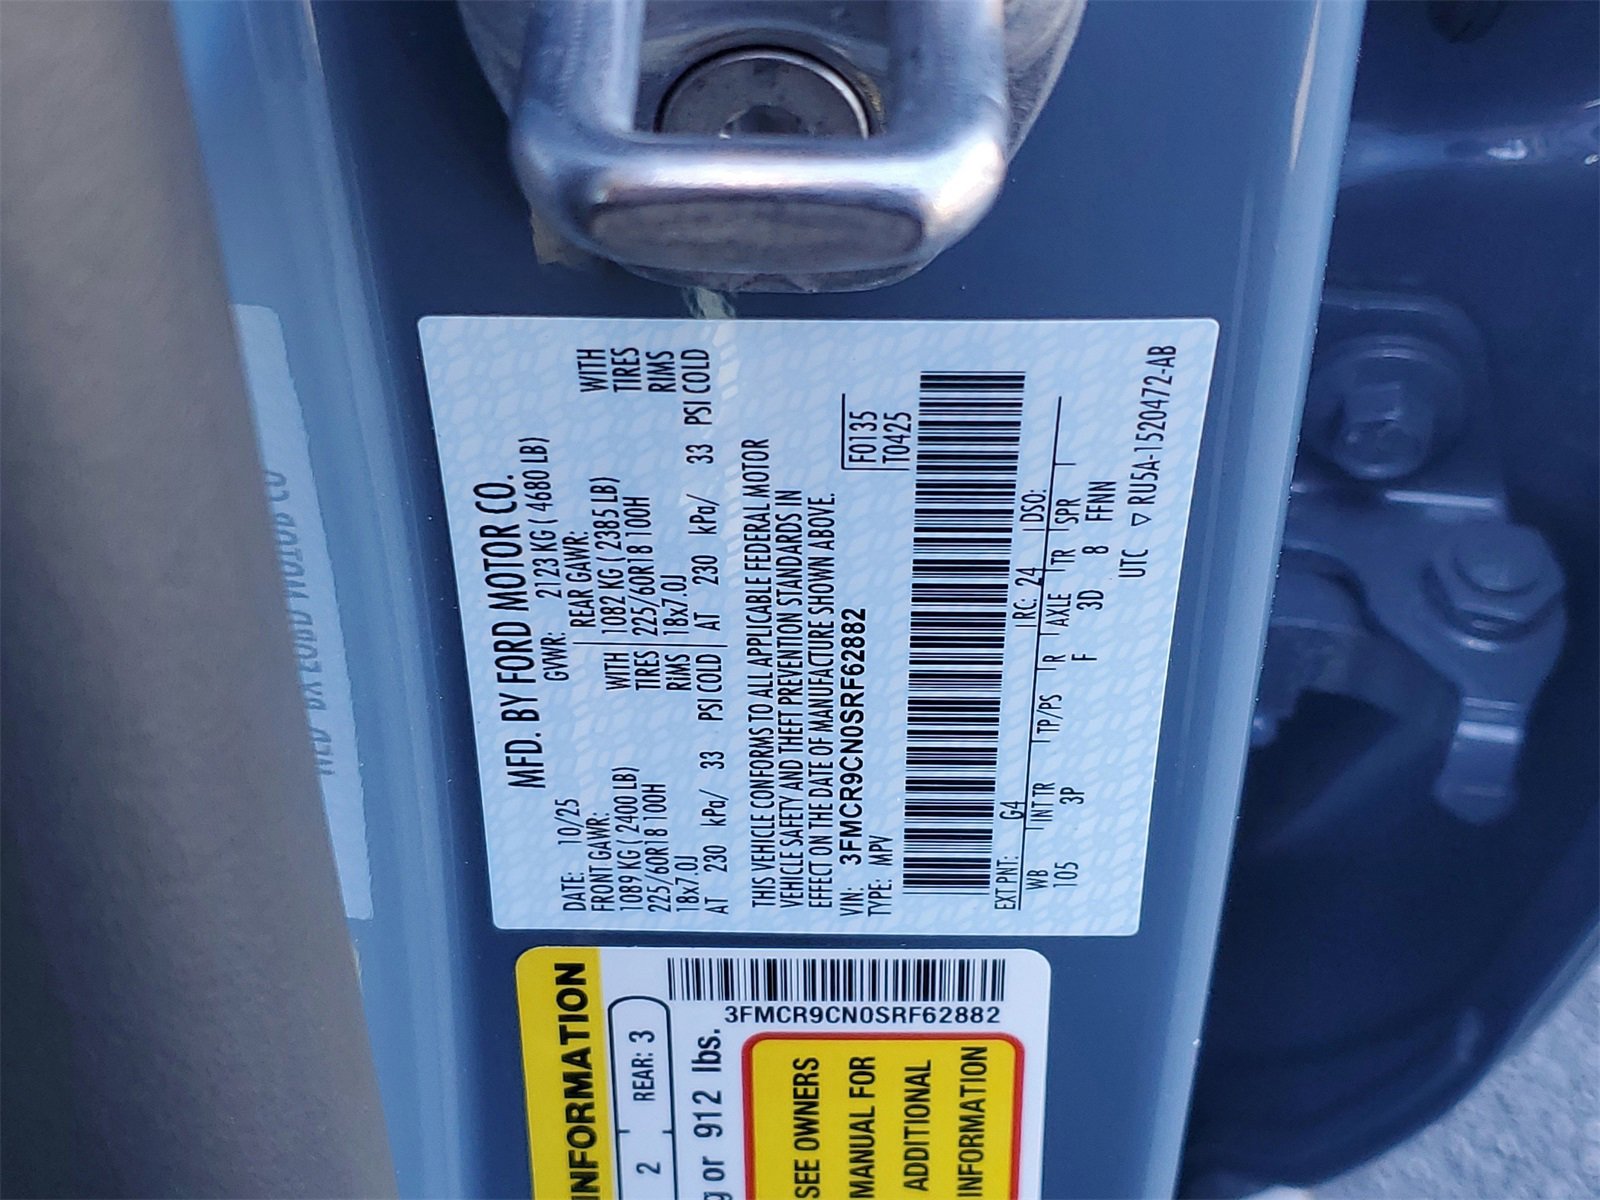 MFD. BY FORD MOTOR CO.
DATE: 10/25 GVWR: 2123 KG ( 4680 LB)
FRONT GAWR: REAR GAWR:
1089 KG ( 2400 LB) WITH 1082 KG ( 2385 LB) WITH
225/60R18 100H TIRES 225/60R18 100H TIRES
18x7.0J RIMS 18x7.0J RIMS
AT 230 kPa/ 33 PSI COLD AT 230 kPa/ 33 PSI COLD
THIS VEHICLE CONFORMS TO ALL APPLICABLE FEDERAL MOTOR
VEHICLE SAFETY AND THEFT PREVENTION STANDARDS IN
EFFECT ON THE DATE OF MANUFACTURE SHOWN ABOVE.
VIN: 3FMCR9CN0SRF62882 F0135
TYPE: MPV T0425
EXT PNT: G4 RC: 24 DSO:
WB INT TR TP/PS R AXLE TR SPR
105 3P F 3D 8 FFNN
UTC ▽ RU5A-1520472-AB
INFORMATION
2 REAR: 3
or 912 lbs.
3FMCR9CN0SRF62882
SEE OWNERS
MANUAL FOR
ADDITIONAL
INFORMATION